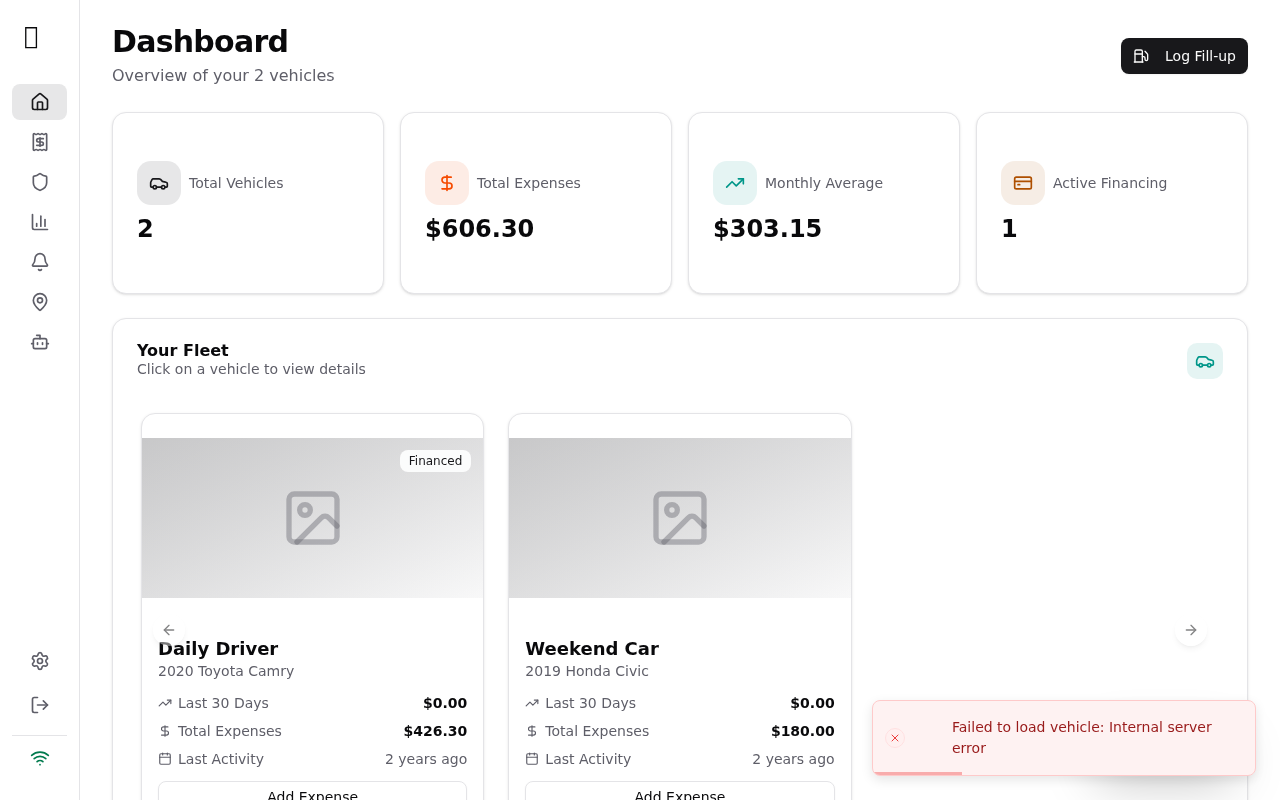 Dashboard
Overview of your 2 vehicles
Log Fill-up
Total Vehicles
2
Total Expenses
$606.30
Monthly Average
$303.15
Active Financing
1
Your Fleet
Click on a vehicle to view details
Financed
Daily Driver
2020 Toyota Camry
Last 30 Days $0.00
Total Expenses $426.30
Last Activity 2 years ago
Add Expense
Weekend Car
2019 Honda Civic
Last 30 Days $0.00
Total Expenses $180.00
Last Activity 2 years ago
Add Expense
Failed to load vehicle: Internal server
error